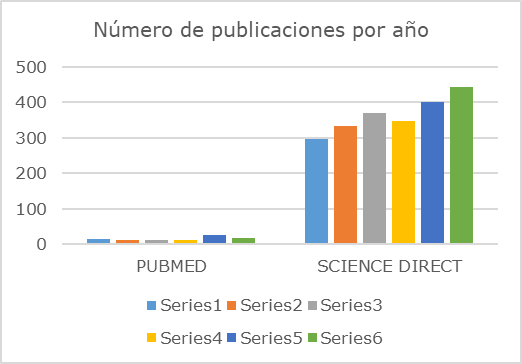 Número de publicaciones por año
500
400
300
200
100
0
PUBMED SCIENCE DIRECT
Series1 Series2 Series3
Series4 Series5 Series6